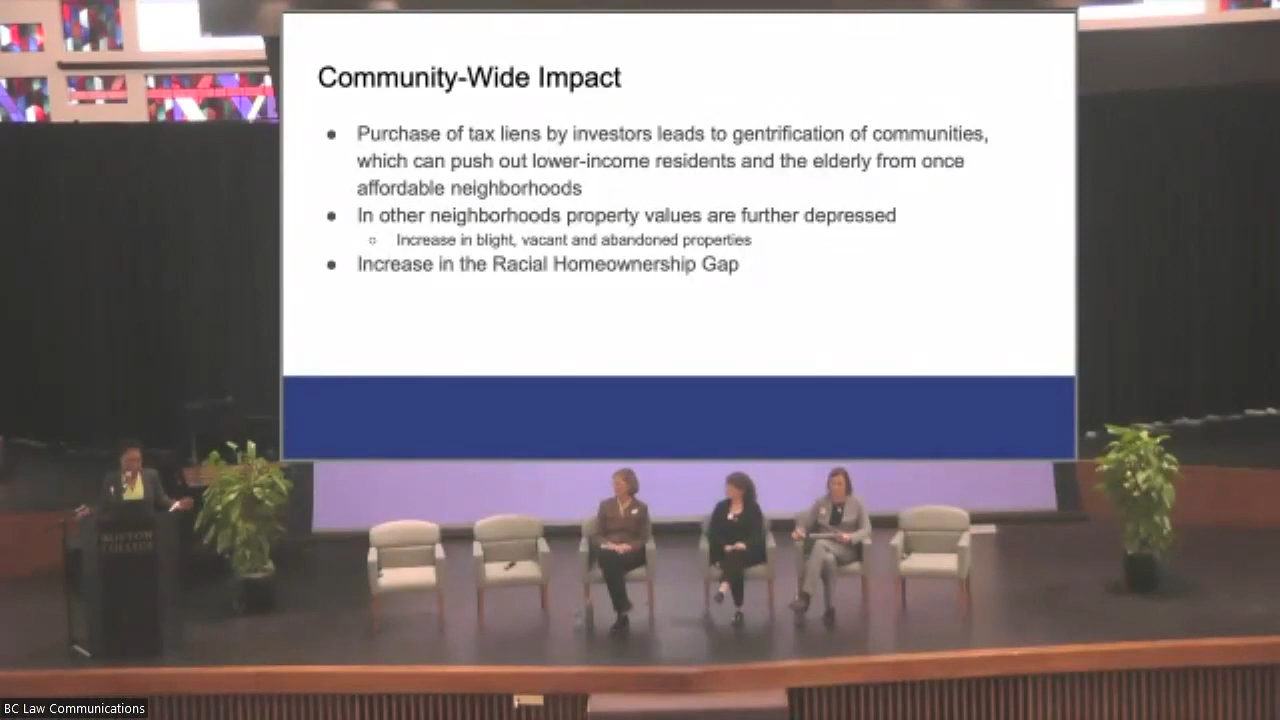 Community-Wide Impact
● Purchase of tax liens by investors leads to gentrification of communities,
which can push out lower-income residents and the elderly from once
affordable neighborhoods
● In other neighborhoods property values are further depressed
○ Increase in blight, vacant and abandoned properties
● Increase in the Racial Homeownership Gap
BOSTON
COLLEGE
BC Law Communications